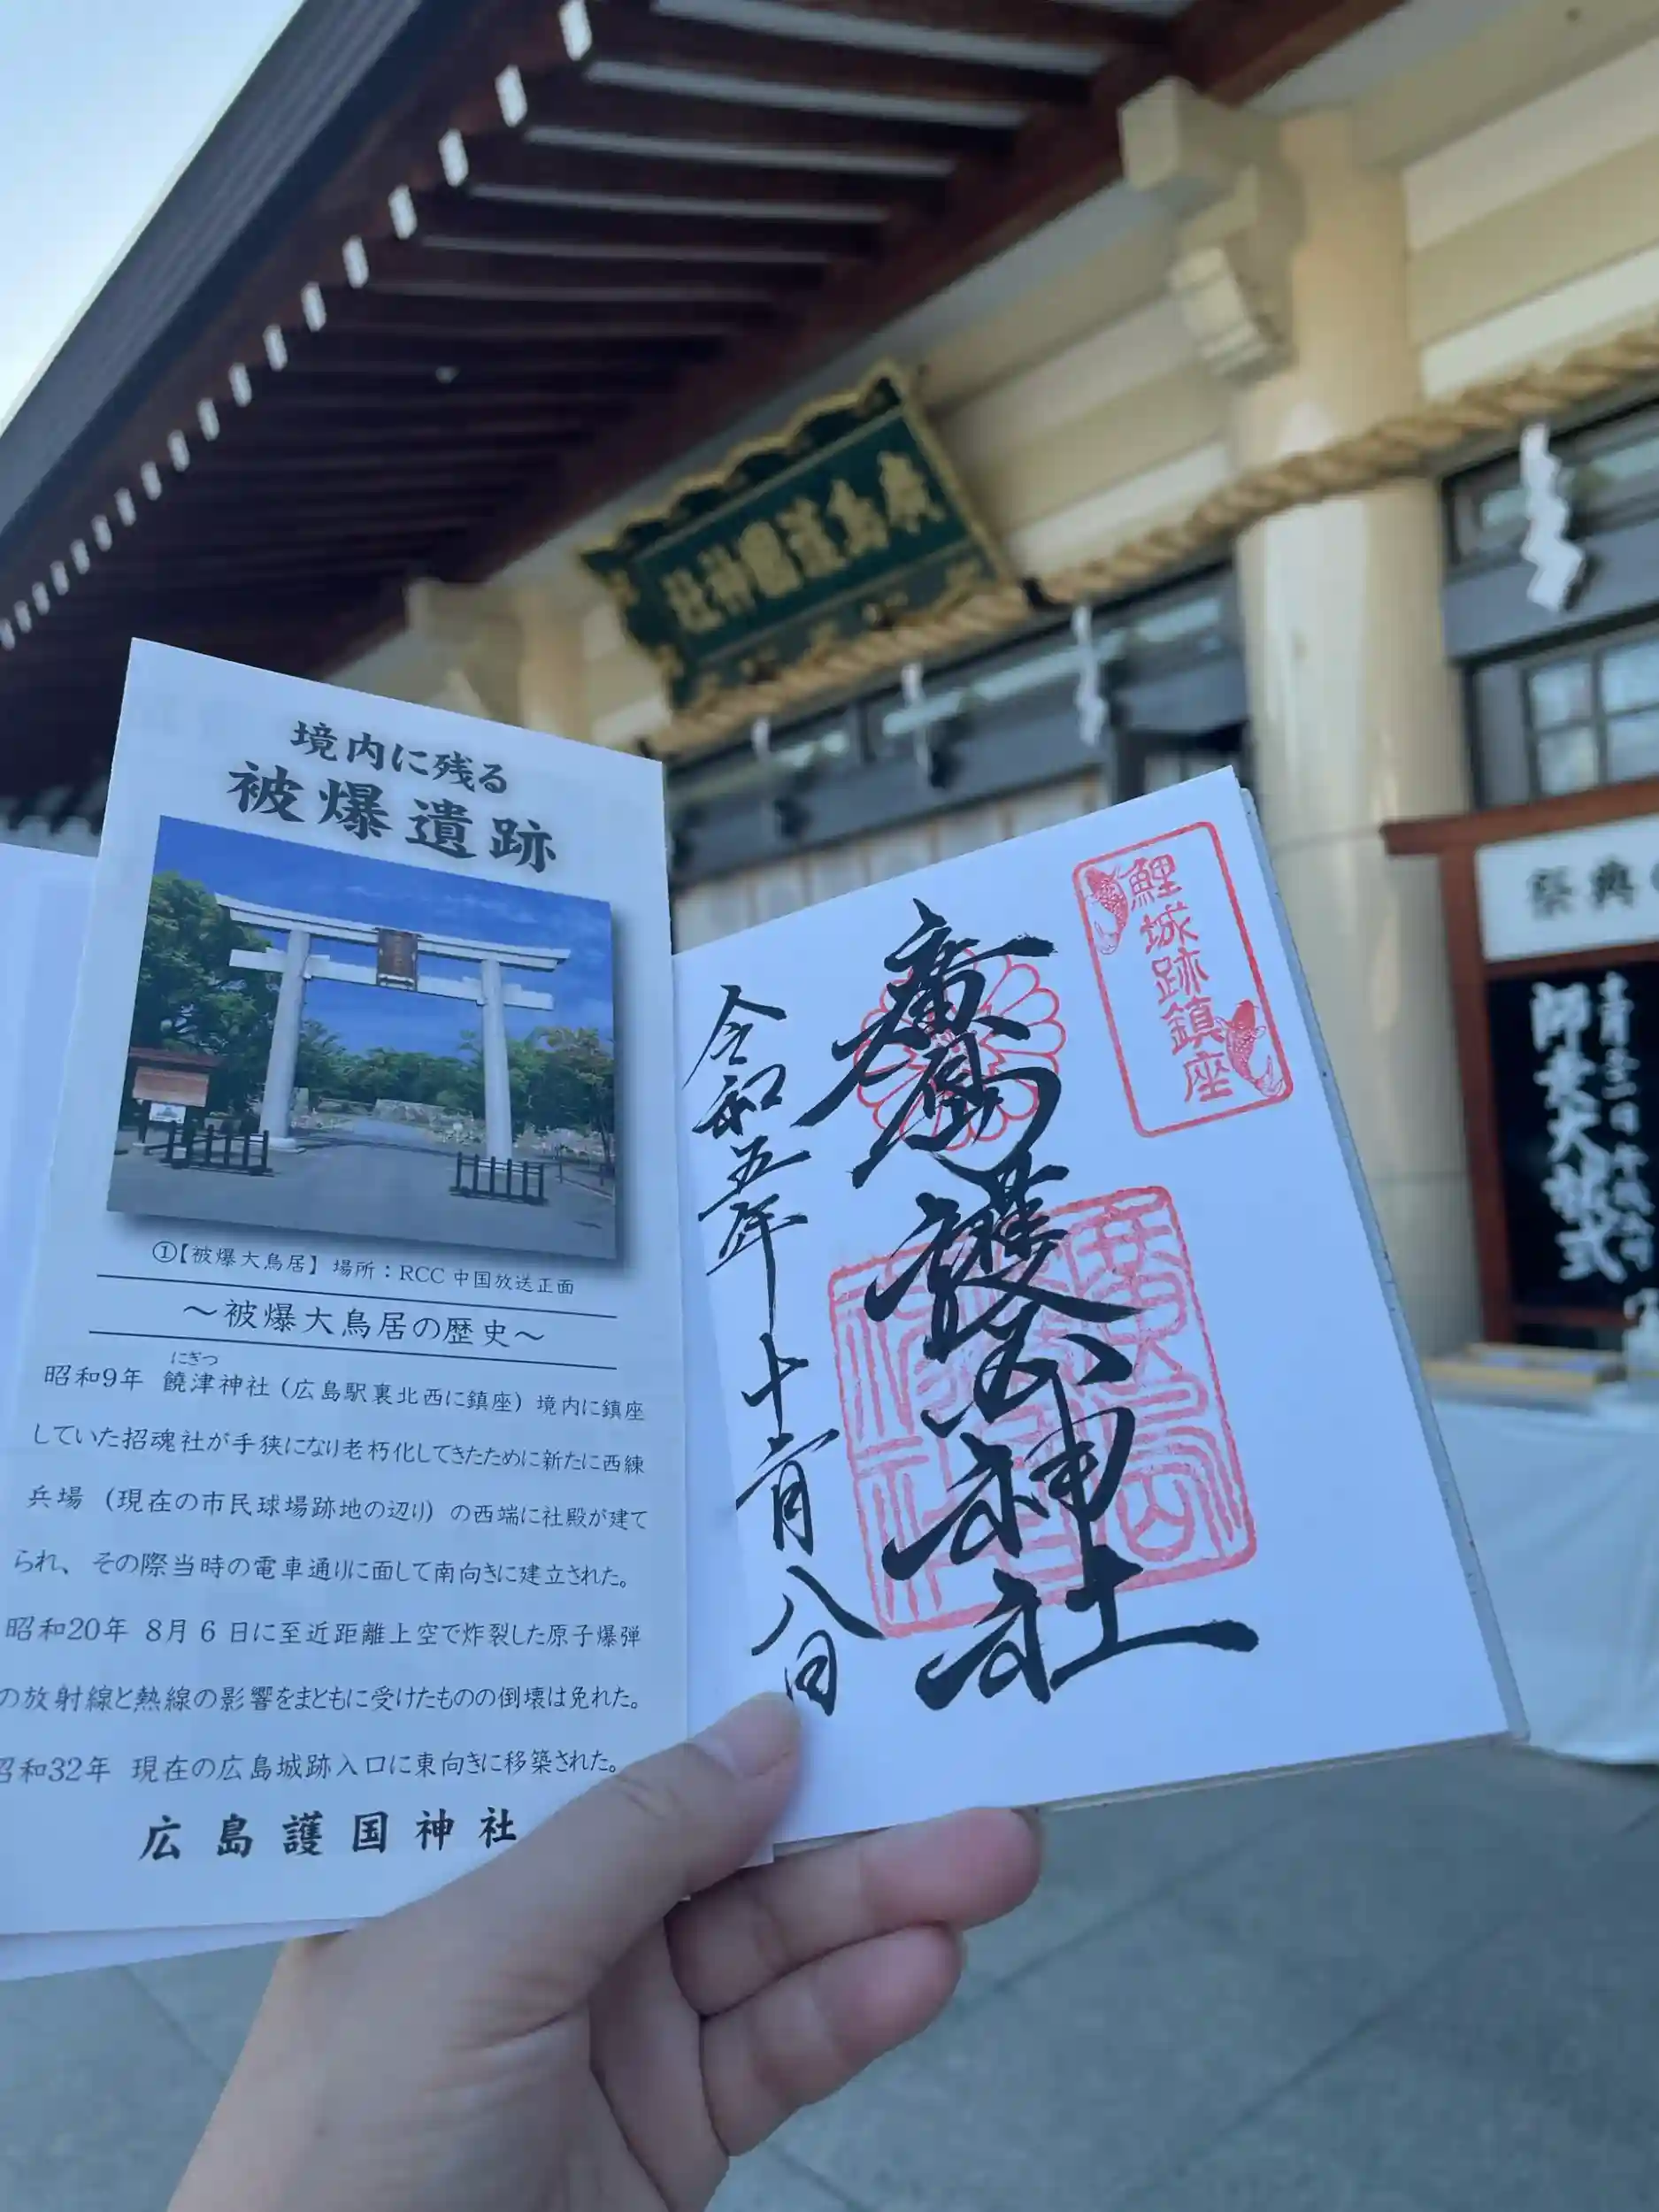 廣島護國神社
境内に残る
被爆遺跡
①【被爆大鳥居】場所:RCC中国放送正面
～被爆大鳥居の歴史～
にぎつ
昭和9年 饒津神社(広島駅裏北西に鎮座)境内に鎮座
していた招魂社が手狭になり老朽化してきたために新たに西練
兵場(現在の市民球場跡地の辺り)の西端に社殿が建て
られ、その際当時の電車通りに面して南向きに建立された。
昭和20年 8月6日に至近距離上空で炸裂した原子爆弾
の放射線と熱線の影響をまともに受けたものの倒壊は免れた。
昭和32年 現在の広島城跡入口に東向きに移築された。
広島護国神社
鯉城跡鎮座
廣島護国神社
令和五年十一月八日
祭典